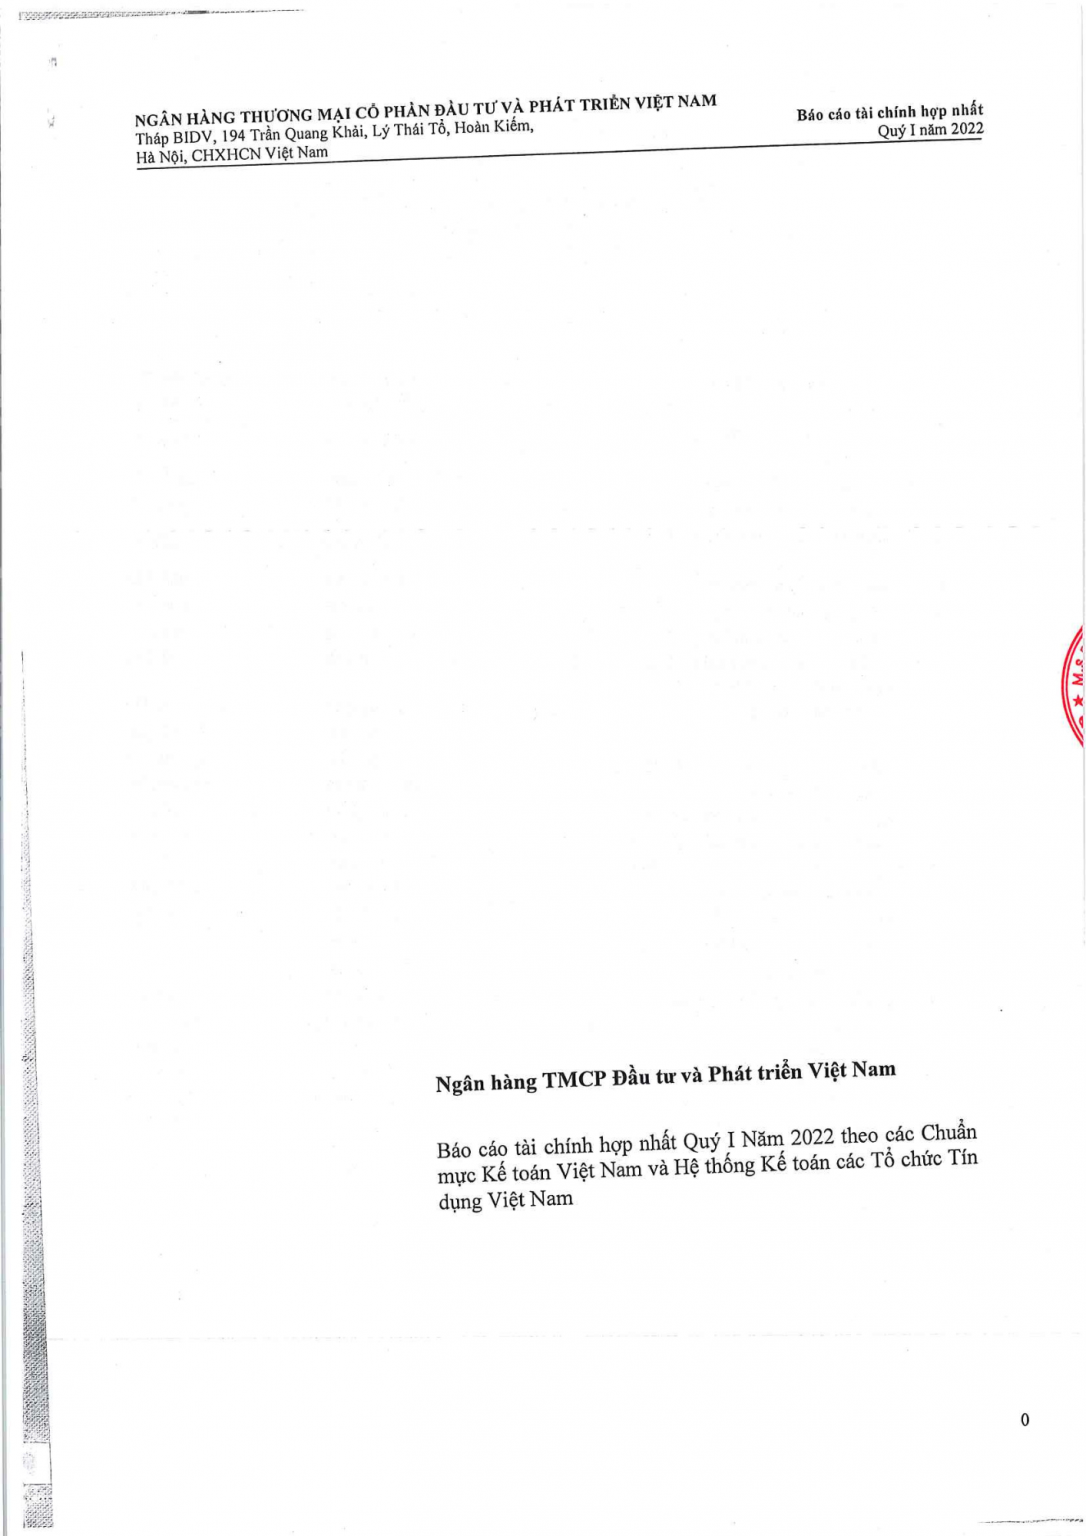 NGÂN HÀNG THƯƠNG MẠI CỔ PHẦN ĐẦU TƯ VÀ PHÁT TRIỂN VIỆT NAM
Tháp BIDV, 194 Trần Quang Khải, Lý Thái Tổ, Hoàn Kiếm,
Hà Nội, CHXHCN Việt Nam
Báo cáo tài chính hợp nhất
Quý I năm 2022
★ M.S
Ngân hàng TMCP Đầu tư và Phát triển Việt Nam
Báo cáo tài chính hợp nhất Quý I Năm 2022 theo các Chuẩn
mực Kế toán Việt Nam và Hệ thống Kế toán các Tổ chức Tín
dụng Việt Nam
0